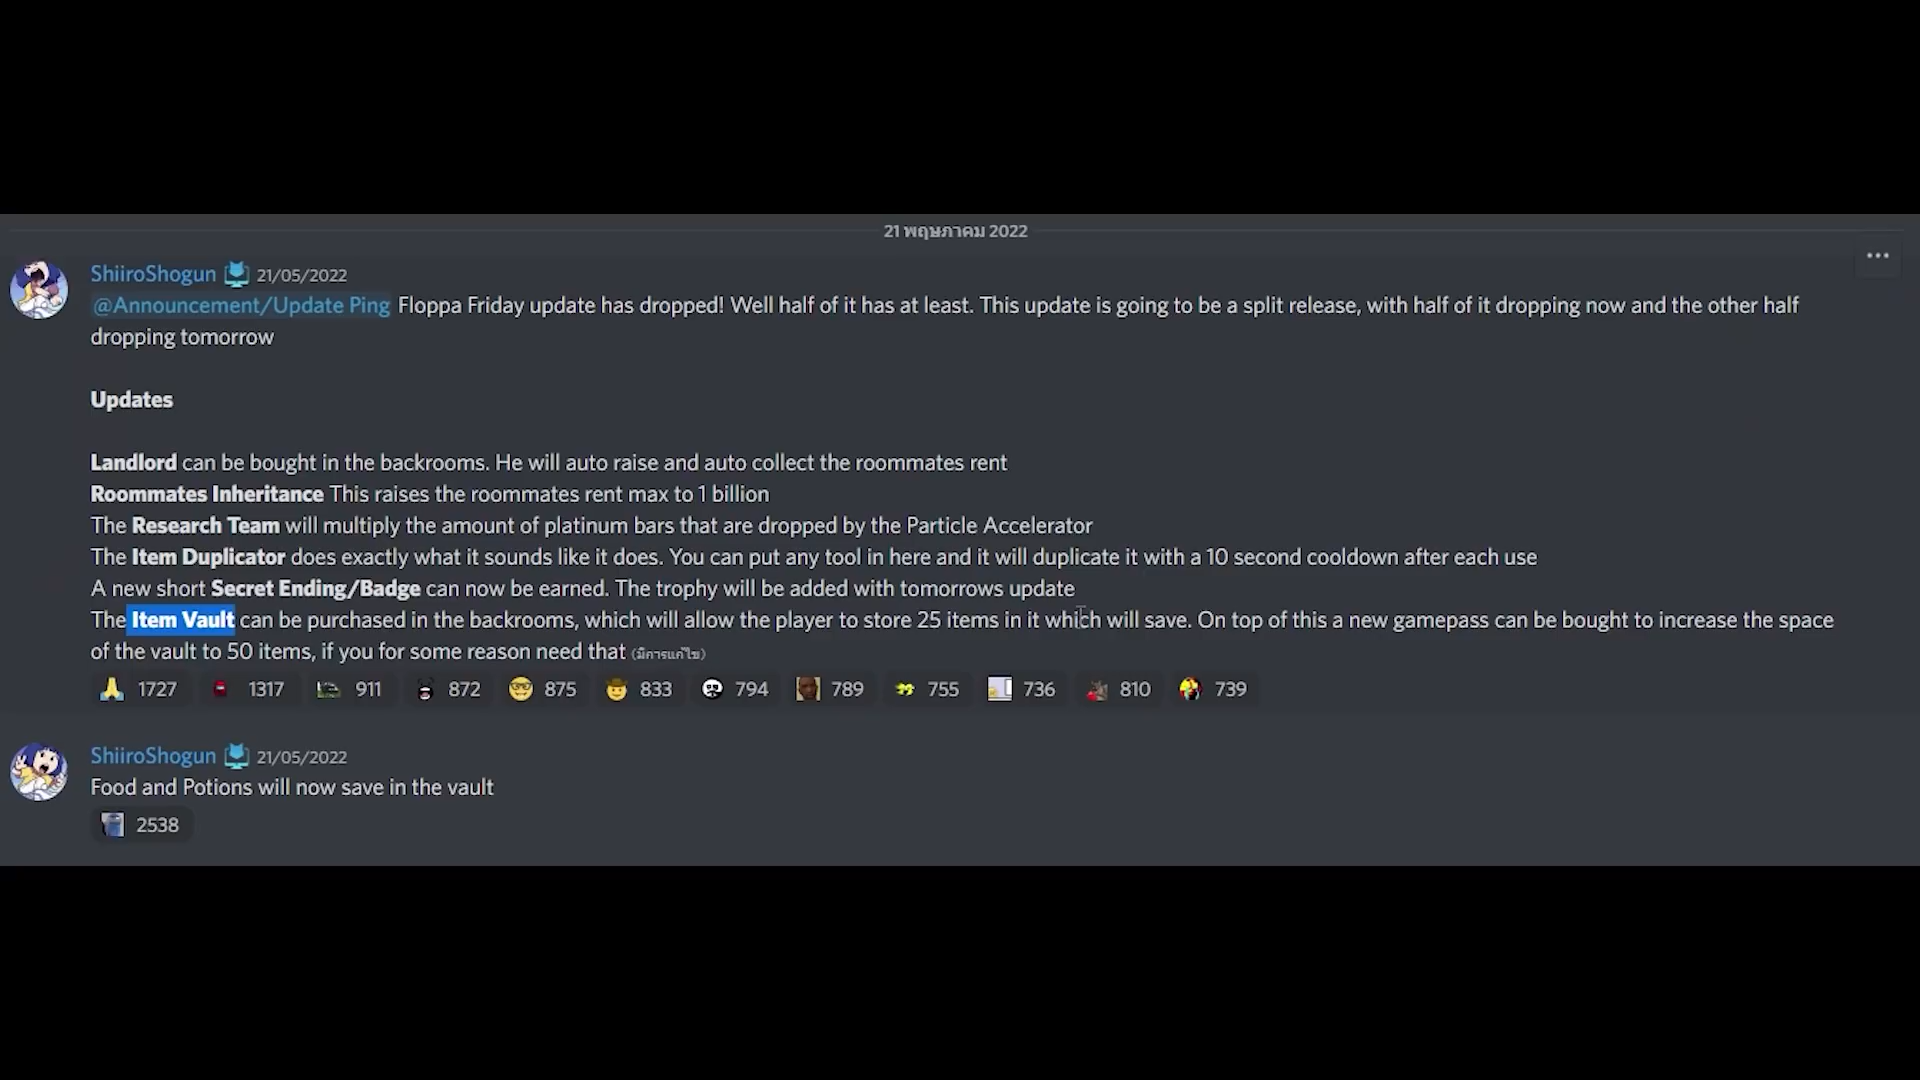 21 พฤษภาคม 2022
ShiiroShogun 21/05/2022
@Announcement/Update Ping Floppa Friday update has dropped! Well half of it has at least. This update is going to be a split release, with half of it dropping now and the other half
dropping tomorrow
Updates
Landlord can be bought in the backrooms. He will auto raise and auto collect the roommates rent
Roommates Inheritance This raises the roommates rent max to 1 billion
The Research Team will multiply the amount of platinum bars that are dropped by the Particle Accelerator
The Item Duplicator does exactly what it sounds like it does. You can put any tool in here and it will duplicate it with a 10 second cooldown after each use
A new short Secret Ending/Badge can now be earned. The trophy will be added with tomorrows update
The Item Vault can be purchased in the backrooms, which will allow the player to store 25 items in it which will save. On top of this a new gamepass can be bought to increase the space
of the vault to 50 items, if you for some reason need that (มีการแก้ไข)
1727 1317 911 872 875 833 794 789 755 736 810 739
ShiiroShogun 21/05/2022
Food and Potions will now save in the vault
2538